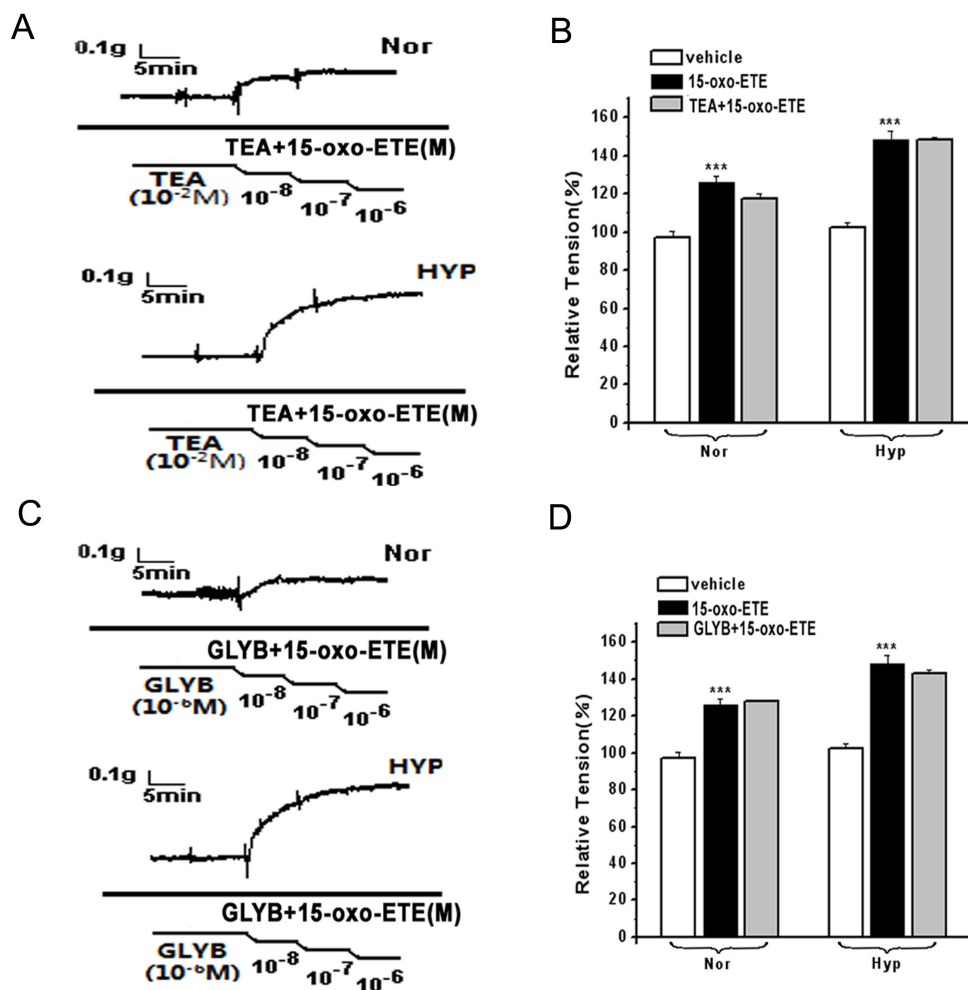 A
0.1g
5min
Nor
TEA+15-oxo-ETE(M)
TEA
(10-2M)
10-8
10-7
10-6
0.1g
5min
HYP
TEA+15-oxo-ETE(M)
TEA
(10-2M)
10-8
10-7
10-6
B
vehicle
15-oxo-ETE
TEA+15-oxo-ETE
Relative Tension(%)
160
140
120
100
80
60
40
20
0
***
***
Nor
Hyp
C
0.1g
5min
Nor
GLYB+15-oxo-ETE(M)
GLYB
(10-6M)
10-8
10-7
10-6
0.1g
5min
HYP
GLYB+15-oxo-ETE(M)
GLYB
(10-6M)
10-8
10-7
10-6
D
vehicle
15-oxo-ETE
GLYB+15-oxo-ETE
Relative Tension(%)
160
140
120
100
80
60
40
20
0
***
***
Nor
Hyp